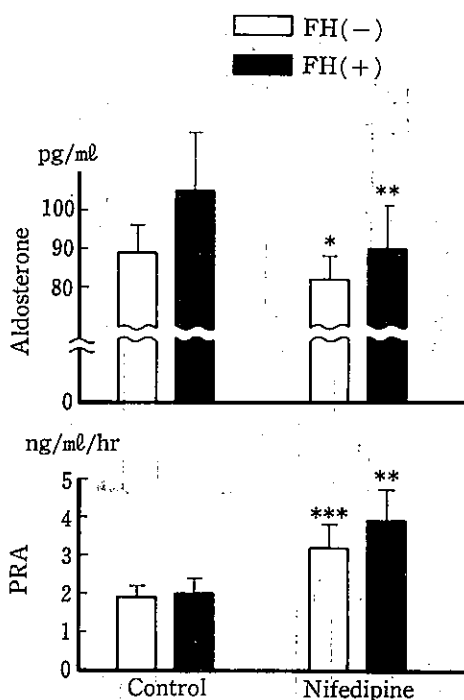 FH(−)
FH(+)
pg/mℓ
Aldosterone
100
90
80
0
* **
ng/mℓ/hr
PRA
5
4
3
2
1
0
*** **
Control Nifedipine